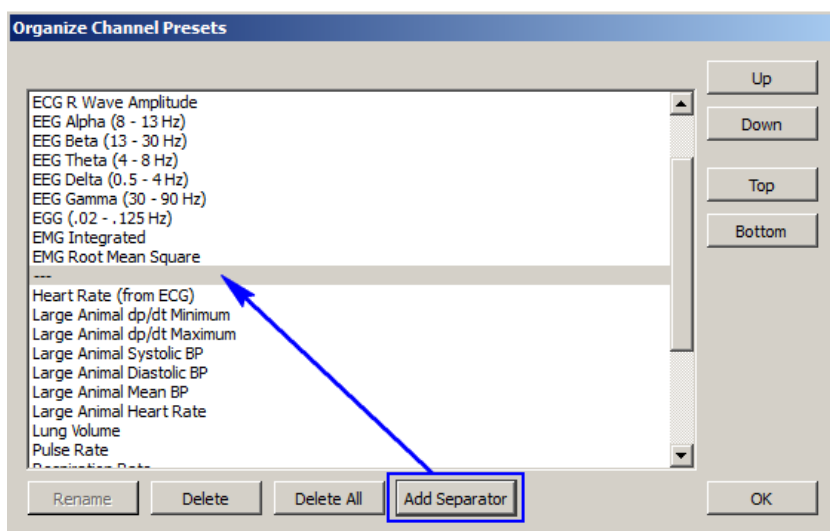 Organize Channel Presets
Up
Down
Top
Bottom
ECG R Wave Amplitude
EEG Alpha (8 - 13 Hz)
EEG Beta (13 - 30 Hz)
EEG Theta (4 - 8 Hz)
EEG Delta (0.5 - 4 Hz)
EEG Gamma (30 - 90 Hz)
EGG (.02 - .125 Hz)
EMG Integrated
EMG Root Mean Square
---
Heart Rate (from ECG)
Large Animal dp/dt Minimum
Large Animal dp/dt Maximum
Large Animal Systolic BP
Large Animal Diastolic BP
Large Animal Mean BP
Large Animal Heart Rate
Lung Volume
Pulse Rate
Rename Delete Delete All Add Separator OK